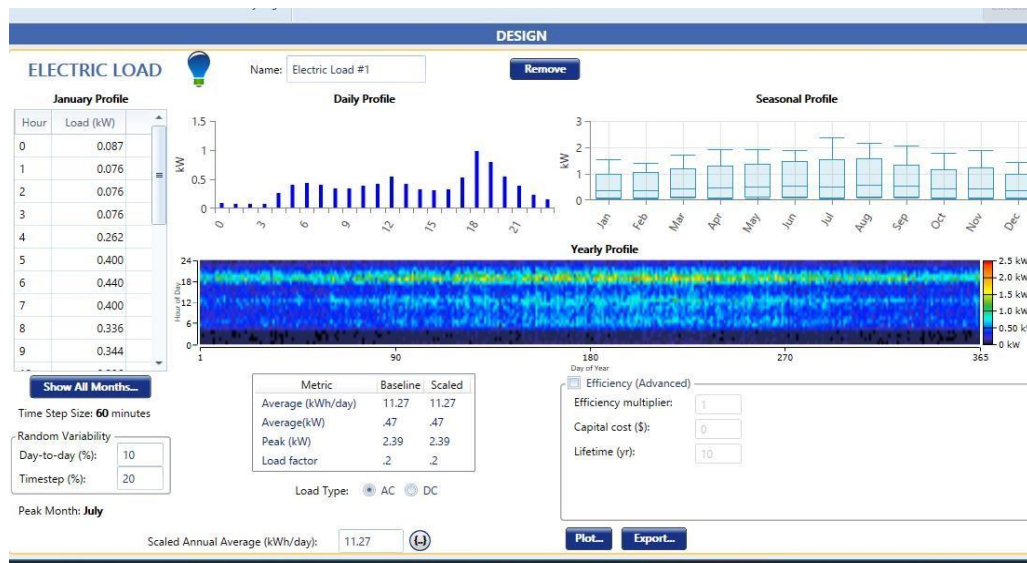 DESIGN
ELECTRIC LOAD
Name: Electric Load #1
Remove
January Profile
Hour Load (kW)
0 0.087
1 0.076
2 0.076
3 0.076
4 0.262
5 0.400
6 0.440
7 0.400
8 0.336
9 0.344
Show All Months...
Time Step Size: 60 minutes
Random Variability
Day-to-day (%): 10
Timestep (%): 20
Peak Month: July
Daily Profile
kW
1.5
1
0.5
0
0 3 6 9 12 15 18 21
Seasonal Profile
kW
3
2
1
0
Jan Feb Mar Apr May Jun Jul Aug Sep Oct Nov Dec
Yearly Profile
Hour of Day
24
18
12
6
0
1 90 180 270 365
Day of Year
2.5 kW
2.0 kW
1.5 kW
1.0 kW
0.50 kW
0 kW
Metric Baseline Scaled
Average (kWh/day) 11.27 11.27
Average(kW) .47 .47
Peak (kW) 2.39 2.39
Load factor .2 .2
Load Type: AC DC
Efficiency (Advanced)
Efficiency multiplier: 1
Capital cost ($): 0
Lifetime (yr): 10
Scaled Annual Average (kWh/day): 11.27 {..}
Plot... Export...